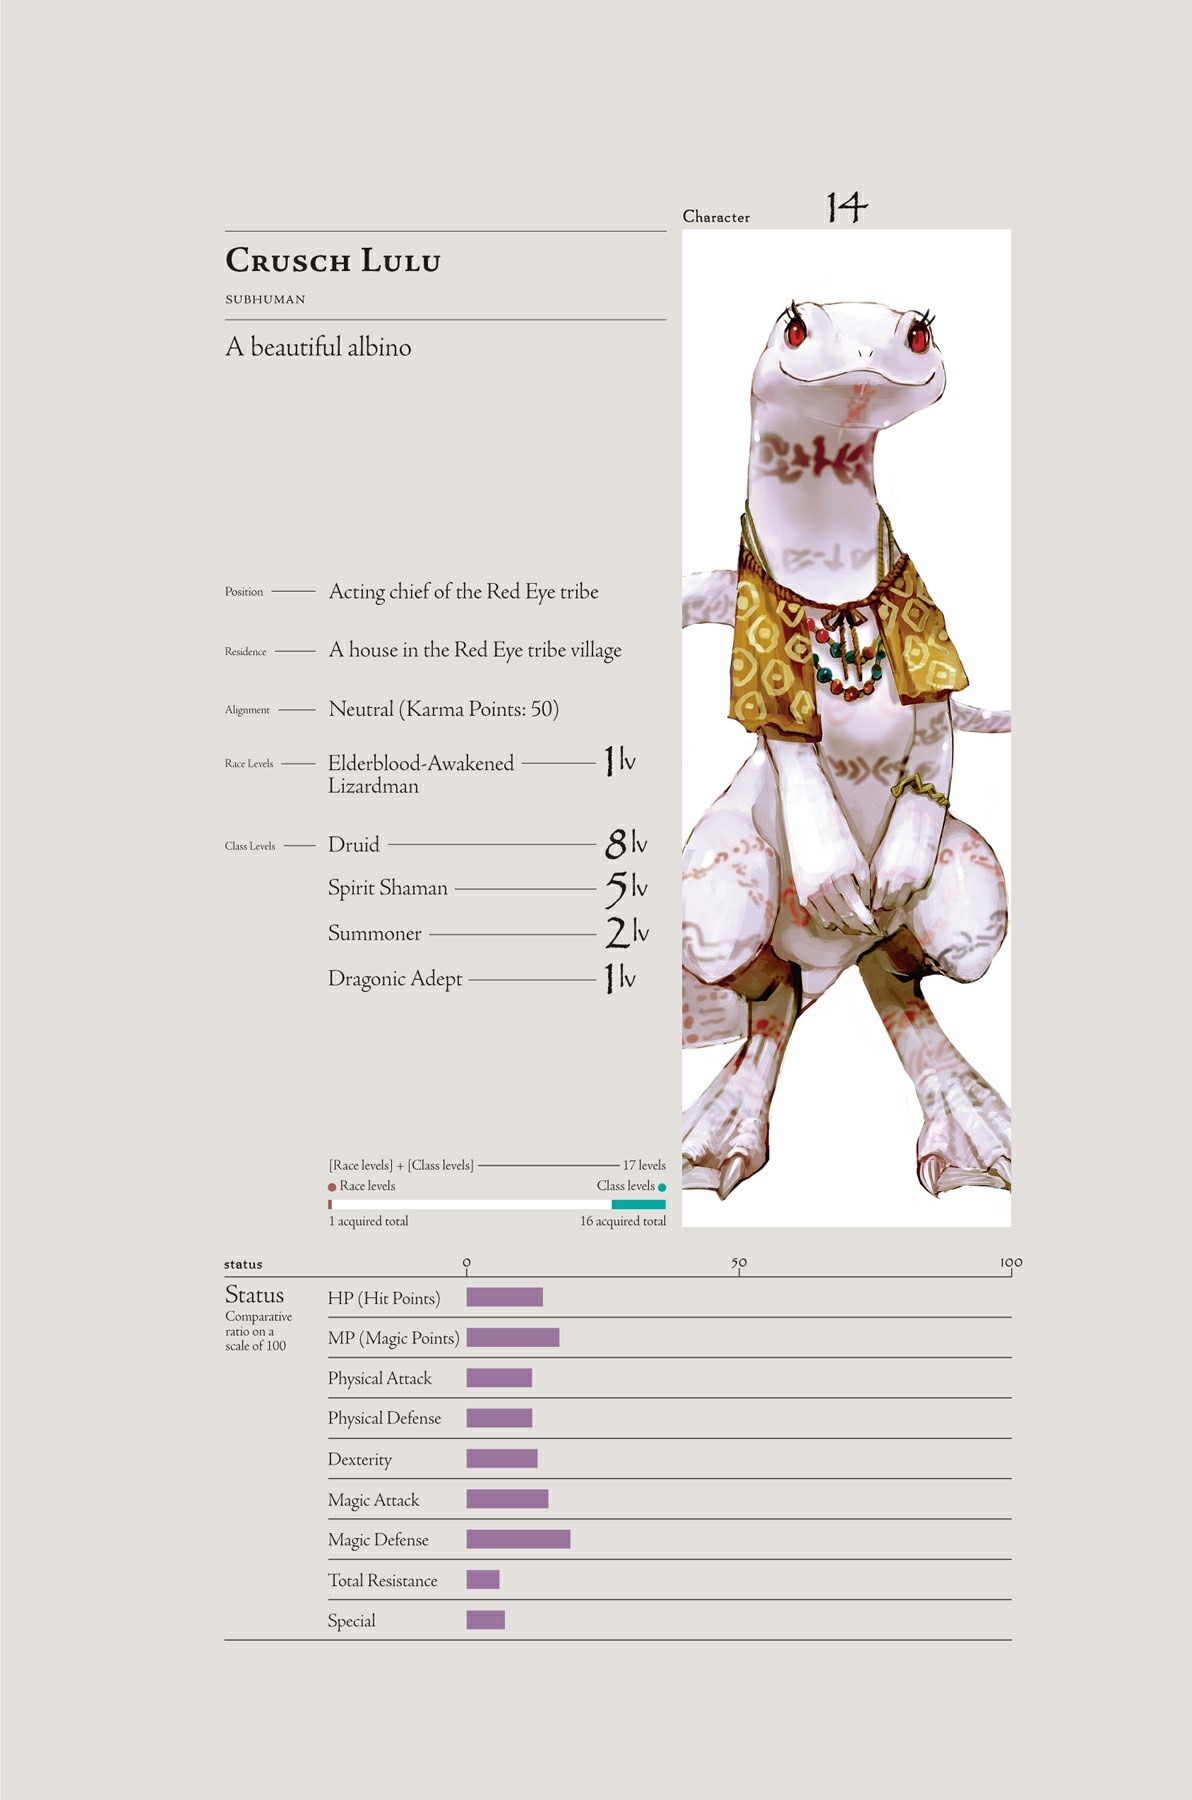 Character 14
CRUSCH LULU
SUBHUMAN
A beautiful albino
Position Acting chief of the Red Eye tribe
Residence A house in the Red Eye tribe village
Alignment Neutral (Karma Points: 50)
Race Levels Elderblood-Awakened 1 lv
Lizardman
Class Levels Druid 8 lv
Spirit Shaman 5 lv
Summoner 2 lv
Dragonic Adept 1 lv
[Race levels] + [Class levels] 17 levels
Race levels Class levels
1 acquired total 16 acquired total
status 0 50 100
Status
Comparative
ratio on a
scale of 100
HP (Hit Points)
MP (Magic Points)
Physical Attack
Physical Defense
Dexterity
Magic Attack
Magic Defense
Total Resistance
Special